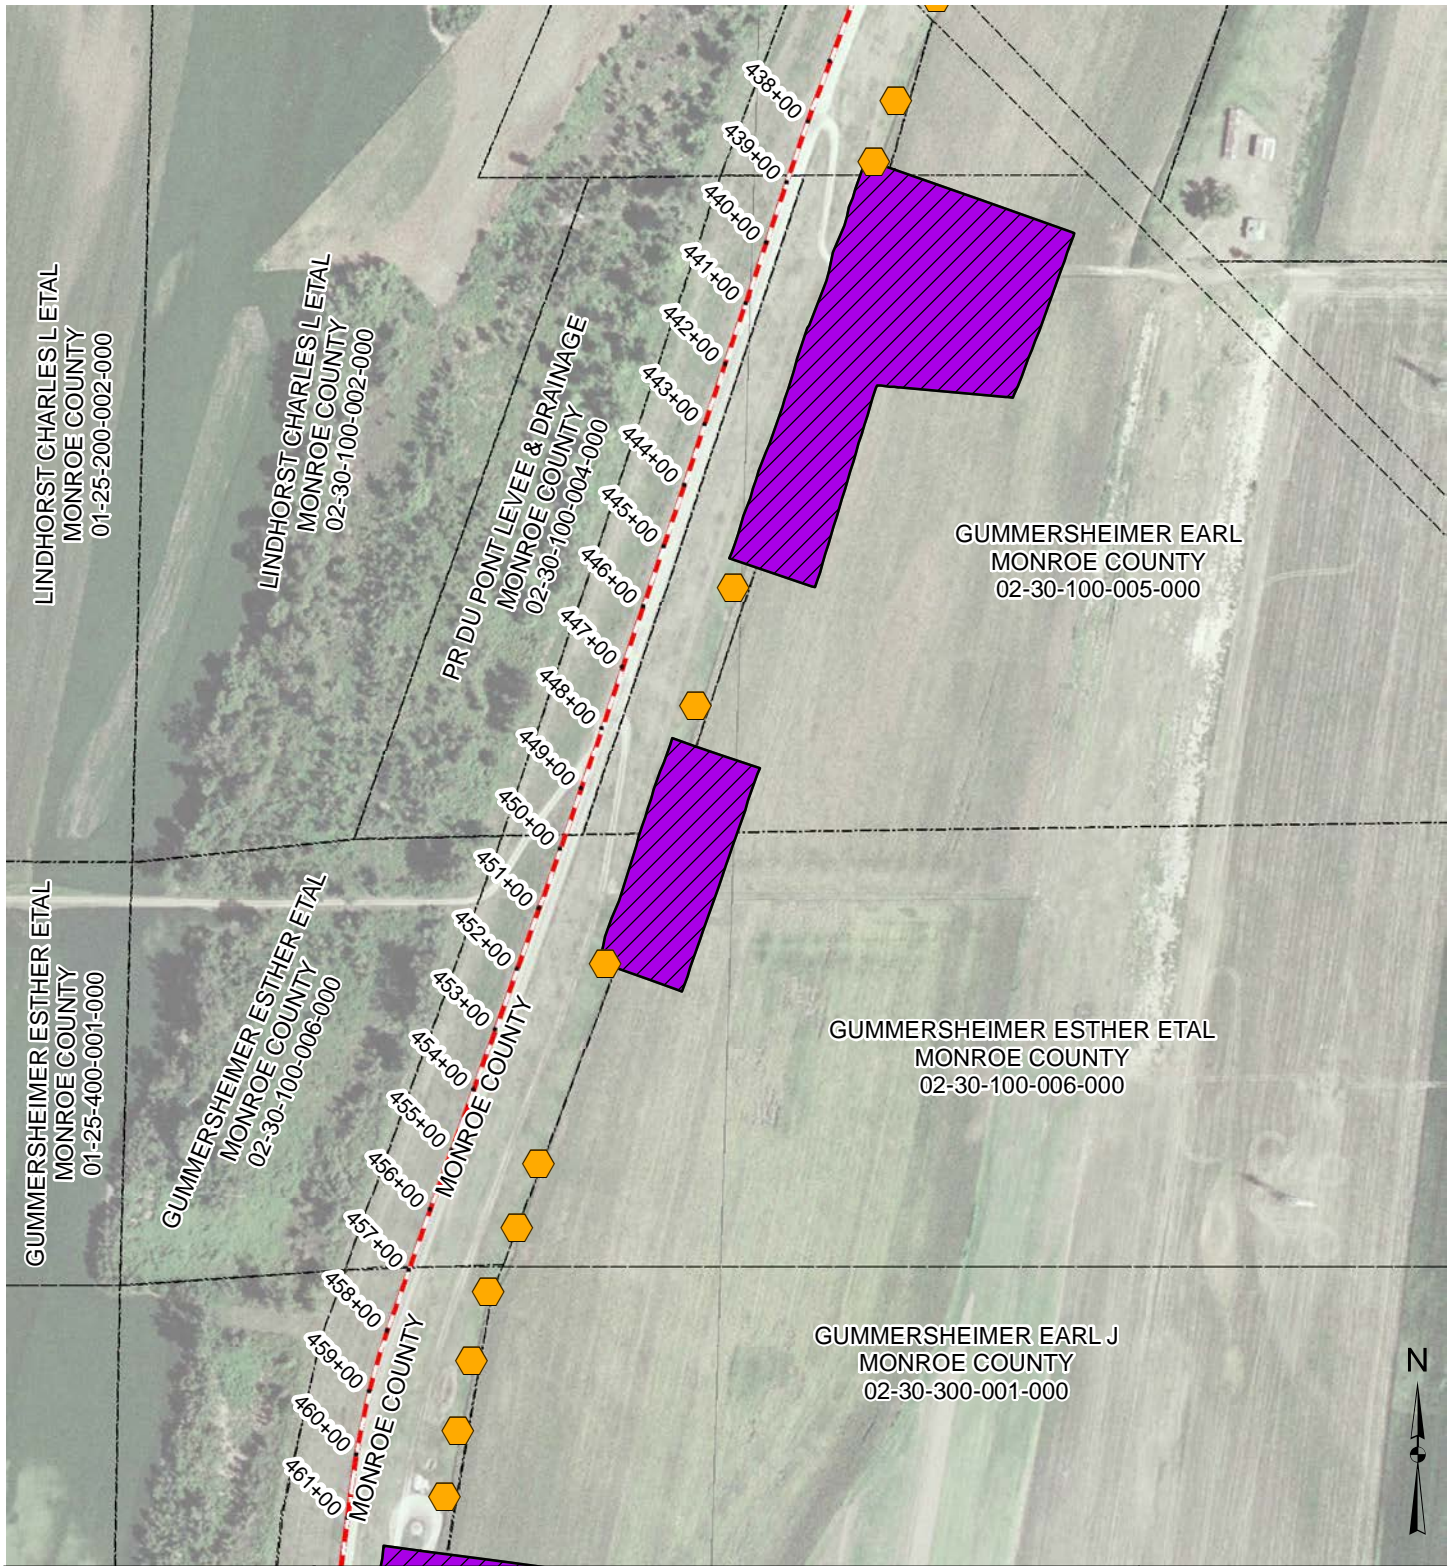 438+00
439+00
440+00
441+00
442+00
443+00
444+00
445+00
446+00
447+00
448+00
449+00
450+00
451+00
452+00
453+00
454+00
455+00
456+00
457+00
458+00
459+00
460+00
461+00
LINDHORST CHARLES L ETAL
MONROE COUNTY
01-25-200-002-000
LINDHORST CHARLES L ETAL
MONROE COUNTY
02-30-100-002-000
PR DU PONT LEVEE & DRAINAGE
MONROE COUNTY
02-30-100-004-000
GUMMERSHEIMER EARL
MONROE COUNTY
02-30-100-005-000
GUMMERSHEIMER ESTHER ETAL
MONROE COUNTY
01-25-400-001-000
GUMMERSHEIMER ESTHER ETAL
MONROE COUNTY
02-30-100-006-000
MONROE COUNTY
GUMMERSHEIMER ESTHER ETAL
MONROE COUNTY
02-30-100-006-000
MONROE COUNTY
GUMMERSHEIMER EARL J
MONROE COUNTY
02-30-300-001-000
N